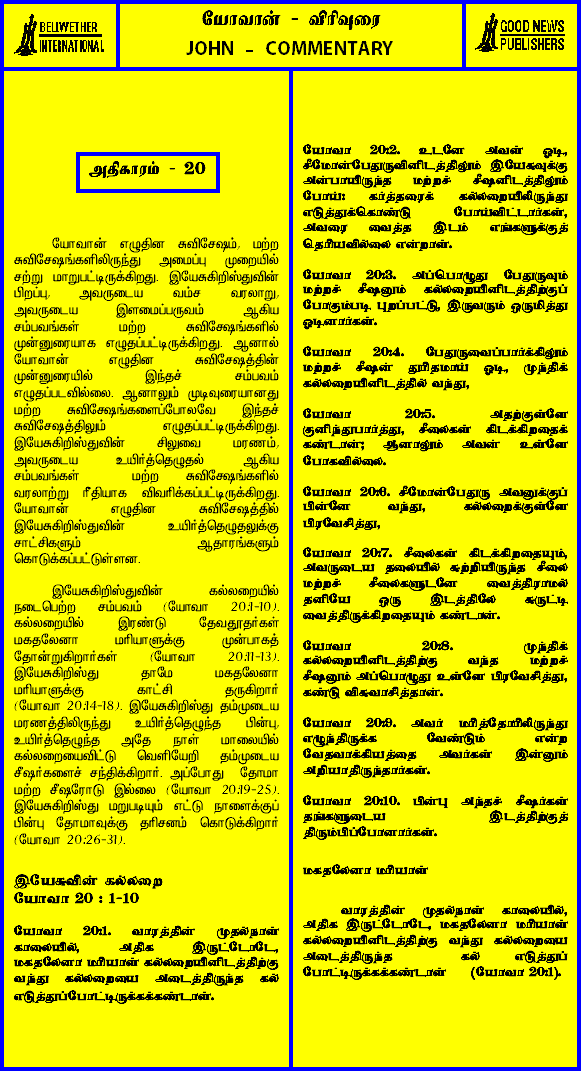 BELLWETHER
INTERNATIONAL
யோவான் - விரிவுரை
JOHN - COMMENTARY
GOOD NEWS
PUBLISHERS
அதிகாரம் - 20
யோவான் எழுதின சுவிசேஷம், மற்ற
சுவிசேஷங்களிலிருந்து அமைப்பு முறையில்
சற்று மாறுபட்டிருக்கிறது. இயேசுகிறிஸ்துவின்
பிறப்பு, அவருடைய வம்ச வரலாறு,
அவருடைய இளமைப்பருவம் ஆகிய
சம்பவங்கள் மற்ற சுவிசேஷங்களில்
முன்னுரையாக எழுதப்பட்டிருக்கிறது. ஆனால்
யோவான் எழுதின சுவிசேஷத்தின்
முன்னுரையில் இந்தச் சம்பவம்
எழுதப்படவில்லை. ஆனாலும் முடிவுரையானது
மற்ற சுவிசேஷங்களைப்போலவே இந்தச்
சுவிசேஷத்திலும் எழுதப்பட்டிருக்கிறது.
இயேசுகிறிஸ்துவின் சிலுவை மரணம்,
அவருடைய உயிர்த்தெழுதல் ஆகிய
சம்பவங்கள் மற்ற சுவிசேஷங்களில்
வரலாற்று ரீதியாக விவரிக்கப்பட்டிருக்கிறது.
யோவான் எழுதின சுவிசேஷத்தில்
இயேசுகிறிஸ்துவின் உயிர்த்தெழுதலுக்கு
சாட்சிகளும் ஆதாரங்களும்
கொடுக்கப்பட்டுள்ளன.
இயேசுகிறிஸ்துவின் கல்லறையில்
நடைபெற்ற சம்பவம் (யோவா 20:1-10).
கல்லறையில் இரண்டு தேவதூதர்கள்
மகதலேனா மரியாளுக்கு முன்பாகத்
தோன்றுகிறார்கள் (யோவா 20:11-13).
இயேசுகிறிஸ்து தாமே மகதலேனா
மரியாளுக்கு காட்சி தருகிறார்
(யோவா 20:14-18). இயேசுகிறிஸ்து தம்முடைய
மரணத்திலிருந்து உயிர்த்தெழுந்த பின்பு,
உயிர்த்தெழுந்த அதே நாள் மாலையில்
கல்லறையைவிட்டு வெளியேறி தம்முடைய
சீஷர்களைச் சந்திக்கிறார். அப்போது தோமா
மற்ற சீஷரோடு இல்லை (யோவா 20:19-25).
இயேசுகிறிஸ்து மறுபடியும் எட்டு நாளைக்குப்
பின்பு தோமாவுக்கு தரிசனம் கொடுக்கிறார்
(யோவா 20:26-31).
இயேசுவின் கல்லறை
யோவா 20 : 1-10
யோவா 20:1. வாரத்தின் முதல்நாள்
காலையில், அதிக இருட்டோடே,
மகதலேனா மரியாள் கல்லறையினிடத்திற்கு
வந்து கல்லறையை அடைத்திருந்த கல்
எடுத்துப்போட்டிருக்கக்கண்டாள்.
யோவா 20:2. உடனே அவள் ஓடி,
சீமோன்பேதுருவினிடத்திலும் இயேசுவுக்கு
அன்பாயிருந்த மற்றச் சீஷனிடத்திலும்
போய்: கர்த்தரைக் கல்லறையிலிருந்து
எடுத்துக்கொண்டு போய்விட்டார்கள்,
அவரை வைத்த இடம் எங்களுக்குத்
தெரியவில்லை என்றாள்.
யோவா 20:3. அப்பொழுது பேதுருவும்
மற்றச் சீஷனும் கல்லறையினிடத்திற்குப்
போகும்படி புறப்பட்டு, இருவரும் ஒருமித்து
ஓடினார்கள்.
யோவா 20:4. பேதுருவைப்பார்க்கிலும்
மற்றச் சீஷன் துரிதமாய் ஓடி, முந்திக்
கல்லறையினிடத்தில் வந்து,
யோவா 20:5. அதற்குள்ளே
குனிந்துபார்த்து, சீலைகள் கிடக்கிறதைக்
கண்டான்; ஆனாலும் அவன் உள்ளே
போகவில்லை.
யோவா 20:6. சீமோன்பேதுரு அவனுக்குப்
பின்னே வந்து, கல்லறைக்குள்ளே
பிரவேசித்து,
யோவா 20:7. சீலைகள் கிடக்கிறதையும்,
அவருடைய தலையில் சுற்றியிருந்த சீலை
மற்றச் சீலைகளுடனே வைத்திராமல்
தனியே ஒரு இடத்திலே சுருட்டி
வைத்திருக்கிறதையும் கண்டான்.
யோவா 20:8. முந்திக்
கல்லறையினிடத்திற்கு வந்த மற்றச்
சீஷனும் அப்பொழுது உள்ளே பிரவேசித்து,
கண்டு விசுவாசித்தான்.
யோவா 20:9. அவர் மரித்தோரிலிருந்து
எழுந்திருக்க வேண்டும் என்ற
வேதவாக்கியத்தை அவர்கள் இன்னும்
அறியாதிருந்தார்கள்.
யோவா 20:10. பின்பு அந்தச் சீஷர்கள்
தங்களுடைய இடத்திற்குத்
திரும்பிப்போனார்கள்.
மகதலேனா மரியாள்
வாரத்தின் முதல்நாள் காலையில்,
அதிக இருட்டோடே, மகதலேனா மரியாள்
கல்லறையினிடத்திற்கு வந்து கல்லறையை
அடைத்திருந்த கல் எடுத்துப்
போட்டிருக்கக்கண்டாள் (யோவா 20:1).